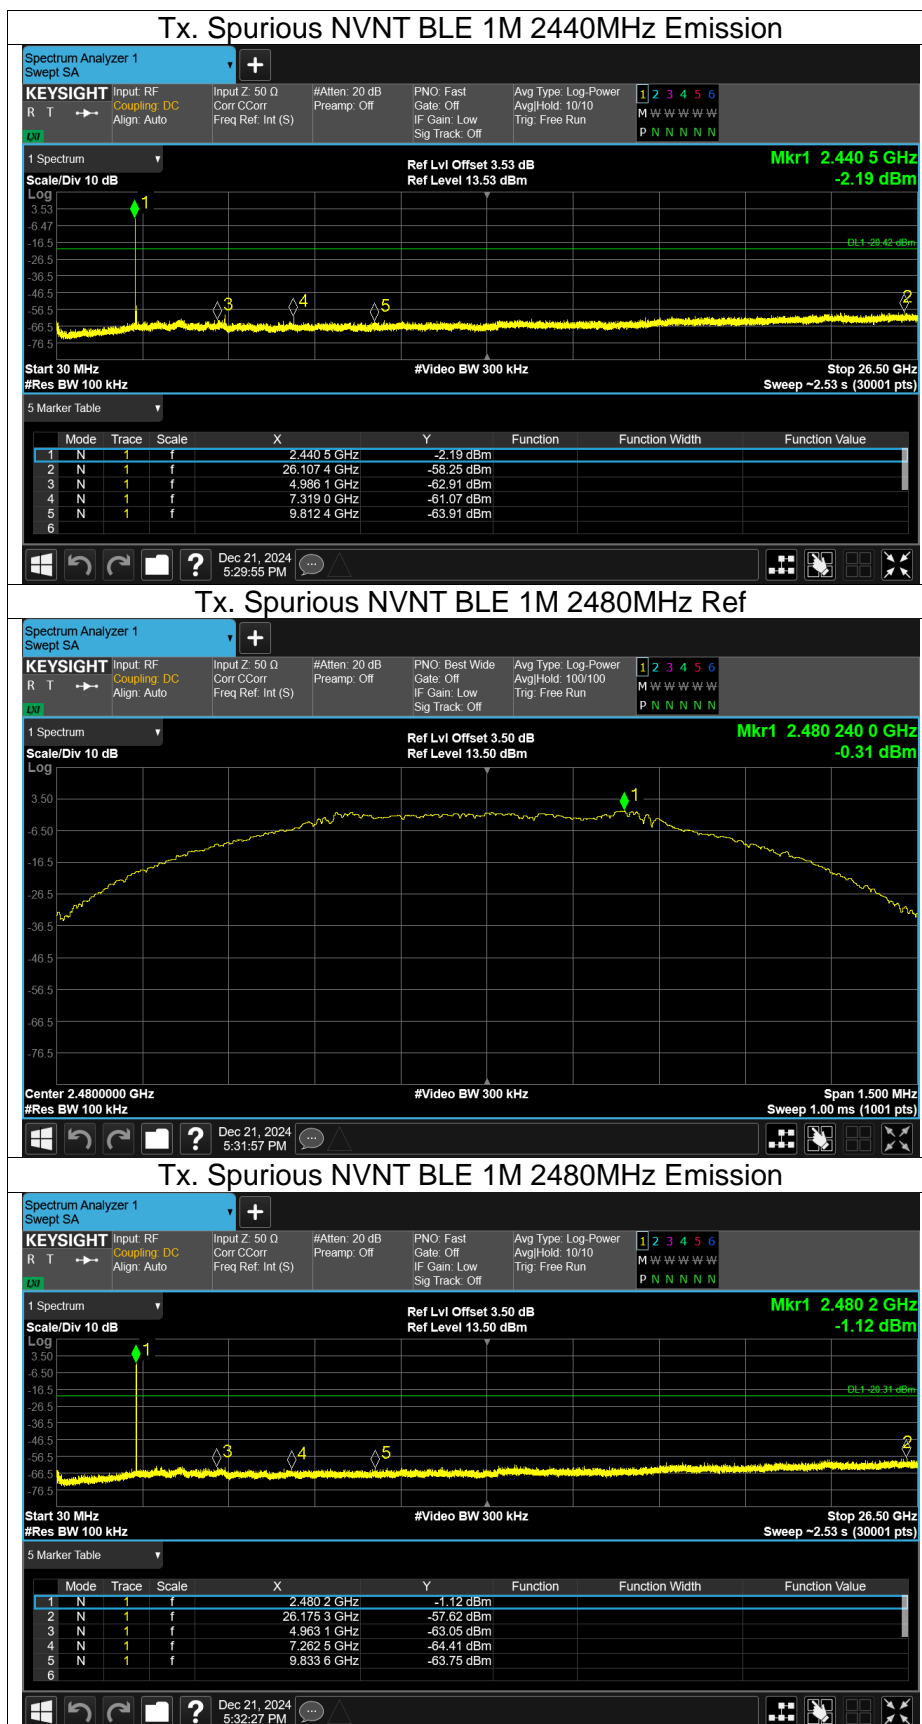 Tx. Spurious NVNT BLE 1M 2440MHz Emission
Spectrum Analyzer 1
Swept SA
+
KEYSIGHT Input: RF Input Z: 50 Ω #Atten: 20 dB PNO: Fast Avg Type: Log-Power 1 2 3 4 5 6
R T Coupling: DC Corr CCorr Preamp: Off Gate: Off Avg|Hold: 10/10 M W W W W W
Align: Auto Freq Ref: Int (S) IF Gain: Low Trig: Free Run
LXI Sig Track: Off P N N N N N
1 Spectrum Ref Lvl Offset 3.53 dB Mkr1 2.440 5 GHz
Scale/Div 10 dB Ref Level 13.53 dBm -2.19 dBm
Log
1
3.53
-6.47
-16.5 DL1 -20.42 dBm
-26.5
-36.5
-46.5
2
3 4 5
-56.5
-66.5
-76.5
Start 30 MHz #Video BW 300 kHz Stop 26.50 GHz
#Res BW 100 kHz Sweep ~2.53 s (30001 pts)
5 Marker Table
Mode Trace Scale X Y Function Function Width Function Value
1 N 1 f 2.440 5 GHz -2.19 dBm
2 N 1 f 26.107 4 GHz -58.25 dBm
3 N 1 f 4.986 1 GHz -62.91 dBm
4 N 1 f 7.319 0 GHz -61.07 dBm
5 N 1 f 9.812 4 GHz -63.91 dBm
6
? Dec 21, 2024
5:29:55 PM
Tx. Spurious NVNT BLE 1M 2480MHz Ref
Spectrum Analyzer 1
Swept SA
+
KEYSIGHT Input: RF Input Z: 50 Ω #Atten: 20 dB PNO: Best Wide Avg Type: Log-Power 1 2 3 4 5 6
R T Coupling: DC Corr CCorr Preamp: Off Gate: Off Avg|Hold: 100/100 M W W W W W
Align: Auto Freq Ref: Int (S) IF Gain: Low Trig: Free Run
LXI Sig Track: Off P N N N N N
1 Spectrum Ref Lvl Offset 3.50 dB Mkr1 2.480 240 0 GHz
Scale/Div 10 dB Ref Level 13.50 dBm -0.31 dBm
Log
1
3.50
-6.50
-16.5
-26.5
-36.5
-46.5
-56.5
-66.5
-76.5
Center 2.4800000 GHz #Video BW 300 kHz Span 1.500 MHz
#Res BW 100 kHz Sweep 1.00 ms (1001 pts)
? Dec 21, 2024
5:31:57 PM
Tx. Spurious NVNT BLE 1M 2480MHz Emission
Spectrum Analyzer 1
Swept SA
+
KEYSIGHT Input: RF Input Z: 50 Ω #Atten: 20 dB PNO: Fast Avg Type: Log-Power 1 2 3 4 5 6
R T Coupling: DC Corr CCorr Preamp: Off Gate: Off Avg|Hold: 10/10 M W W W W W
Align: Auto Freq Ref: Int (S) IF Gain: Low Trig: Free Run
LXI Sig Track: Off P N N N N N
1 Spectrum Ref Lvl Offset 3.50 dB Mkr1 2.480 2 GHz
Scale/Div 10 dB Ref Level 13.50 dBm -1.12 dBm
Log
1
3.50
-6.50
-16.5 DL1 -20.31 dBm
-26.5
-36.5
-46.5
2
3 4 5
-56.5
-66.5
-76.5
Start 30 MHz #Video BW 300 kHz Stop 26.50 GHz
#Res BW 100 kHz Sweep ~2.53 s (30001 pts)
5 Marker Table
Mode Trace Scale X Y Function Function Width Function Value
1 N 1 f 2.480 2 GHz -1.12 dBm
2 N 1 f 26.175 3 GHz -57.62 dBm
3 N 1 f 4.963 1 GHz -63.05 dBm
4 N 1 f 7.262 5 GHz -64.41 dBm
5 N 1 f 9.833 6 GHz -63.75 dBm
6
? Dec 21, 2024
5:32:27 PM